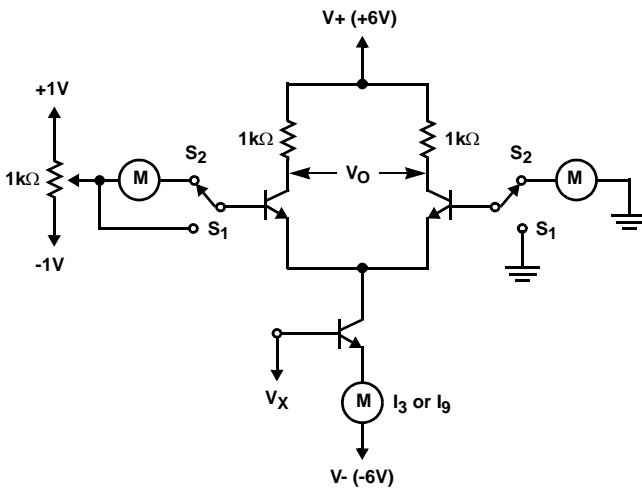 V+ (+6V)
+1V
1kΩ
1kΩ
S2
VO
S2
1kΩ
M
M
S1
S1
-1V
VX
M
I3 or I9
V- (-6V)